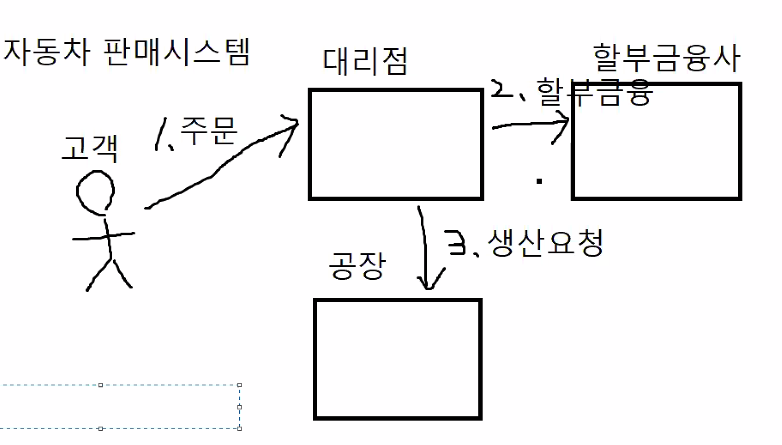 자동차 판매시스템
대리점
할부금융사
2. 할부금융
1. 주문
고객
3. 생산요청
공장